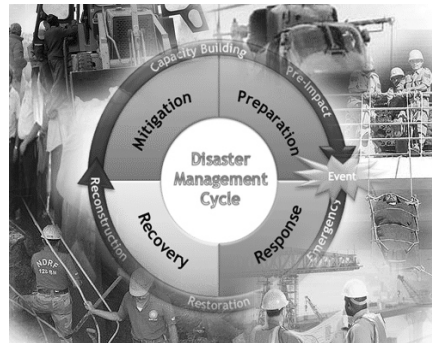 Capacity Building
Pre-impact
Mitigation
Preparation
Disaster
Management
Cycle
Event
Reconstruction
Emergency
Recovery
Response
Restoration
NDRF